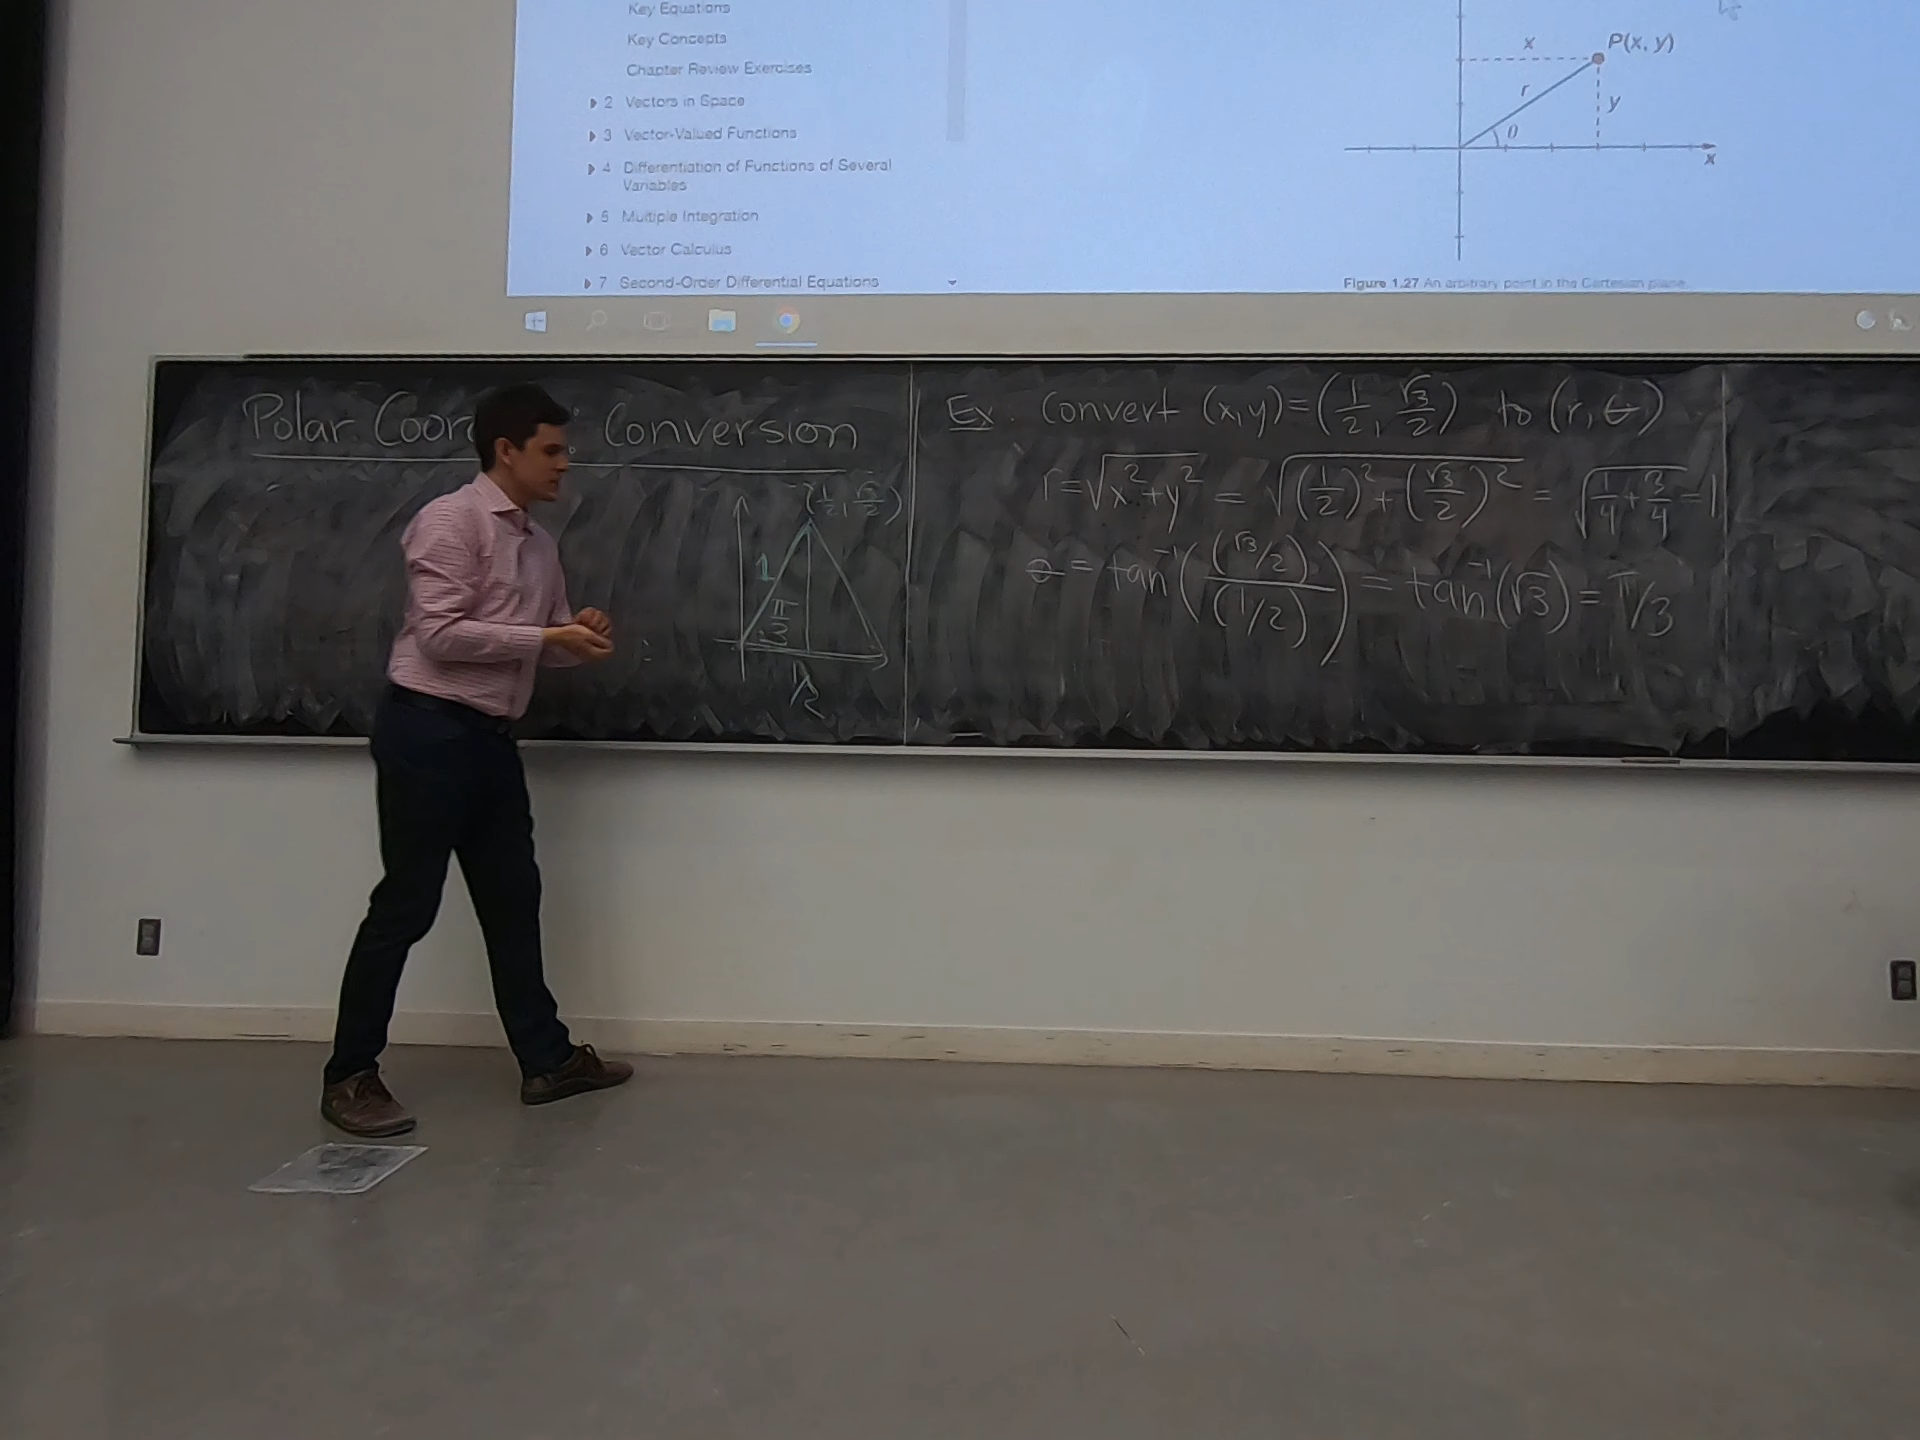 Key Equations
Key Concepts
Chapter Review Exercises
2 Vectors in Space
3 Vector-Valued Functions
4 Differentiation of Functions of Several
Variables
5 Multiple Integration
6 Vector Calculus
7 Second-Order Differential Equations
x P(x, y)
r
y
θ
x
Figure 1.27 An arbitrary point in the Cartesian plane.
Polar Coor : Conversion
(1/2, √3/2)
1
π/3
1/2
Ex. Convert (x,y)=(1/2, √3/2) to (r, θ)
r=√(x²+y²) = √((1/2)²+(√3/2)²) = √(1/4+3/4)=1
θ = tan⁻¹((√3/2)/(1/2)) = tan⁻¹(√3) = π/3